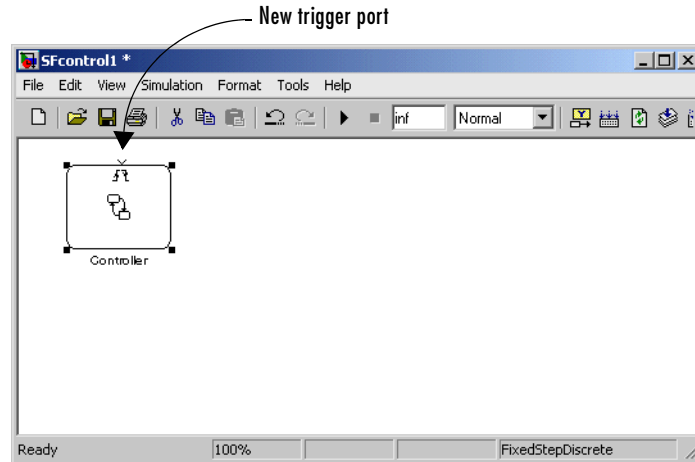 New trigger port
SFcontrol1 *
File Edit View Simulation Format Tools Help
inf Normal
Controller
Ready 100% FixedStepDiscrete